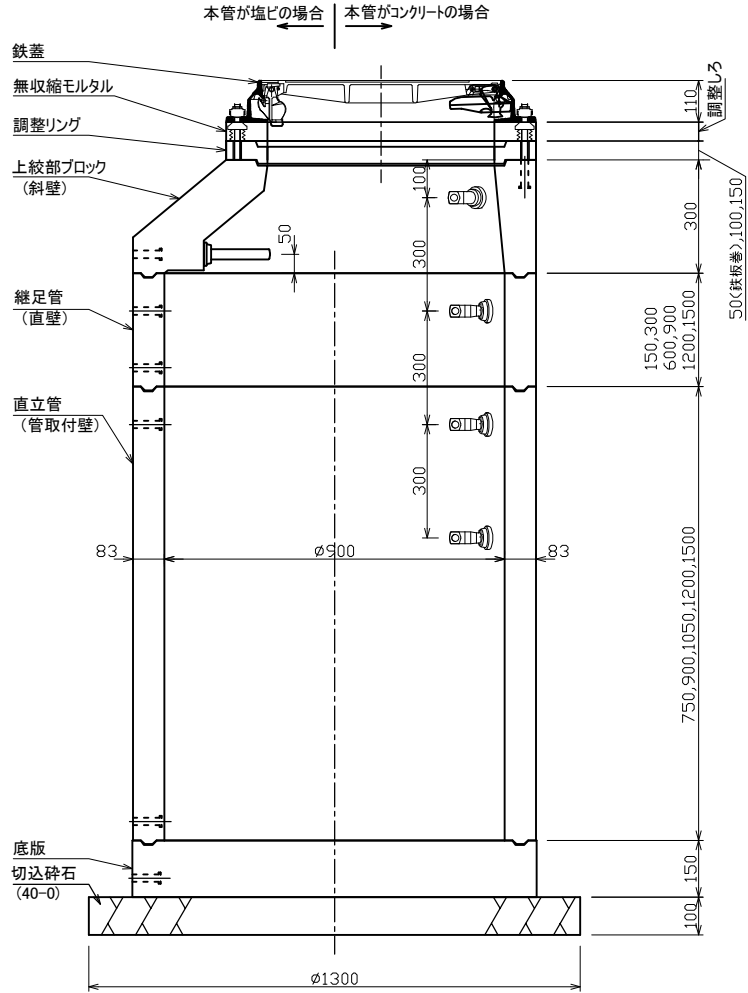 本管が塩ビの場合
本管がコンクリートの場合
鉄蓋
無収縮モルタル
調整リング
上絞部ブロック
(斜壁)
継足管
(直壁)
直立管
(管取付壁)
底版
切込砕石
(40-0)
110
調整しろ
50(鉄板巻),100,150
300
150,300
600,900
1200,1500
750,900,1050,1200,1500
150
100
100
300
300
300
50
83
ø900
83
ø1300